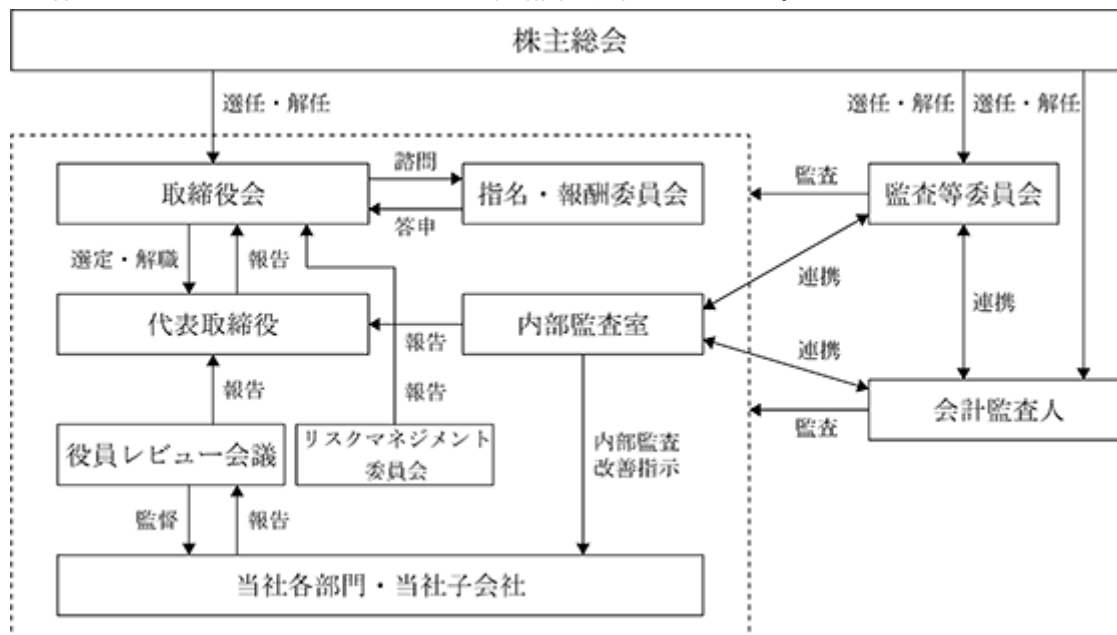 株主総会
選任・解任
選任・解任
選任・解任
諮問
取締役会
指名・報酬委員会
監査
監査等委員会
答申
選定・解職
報告
連携
連携
代表取締役
内部監査室
報告
連携
報告
報告
会計監査人
監査
役員レビュー会議
リスクマネジメント
委員会
内部監査
改善指示
監督
報告
当社各部門・当社子会社